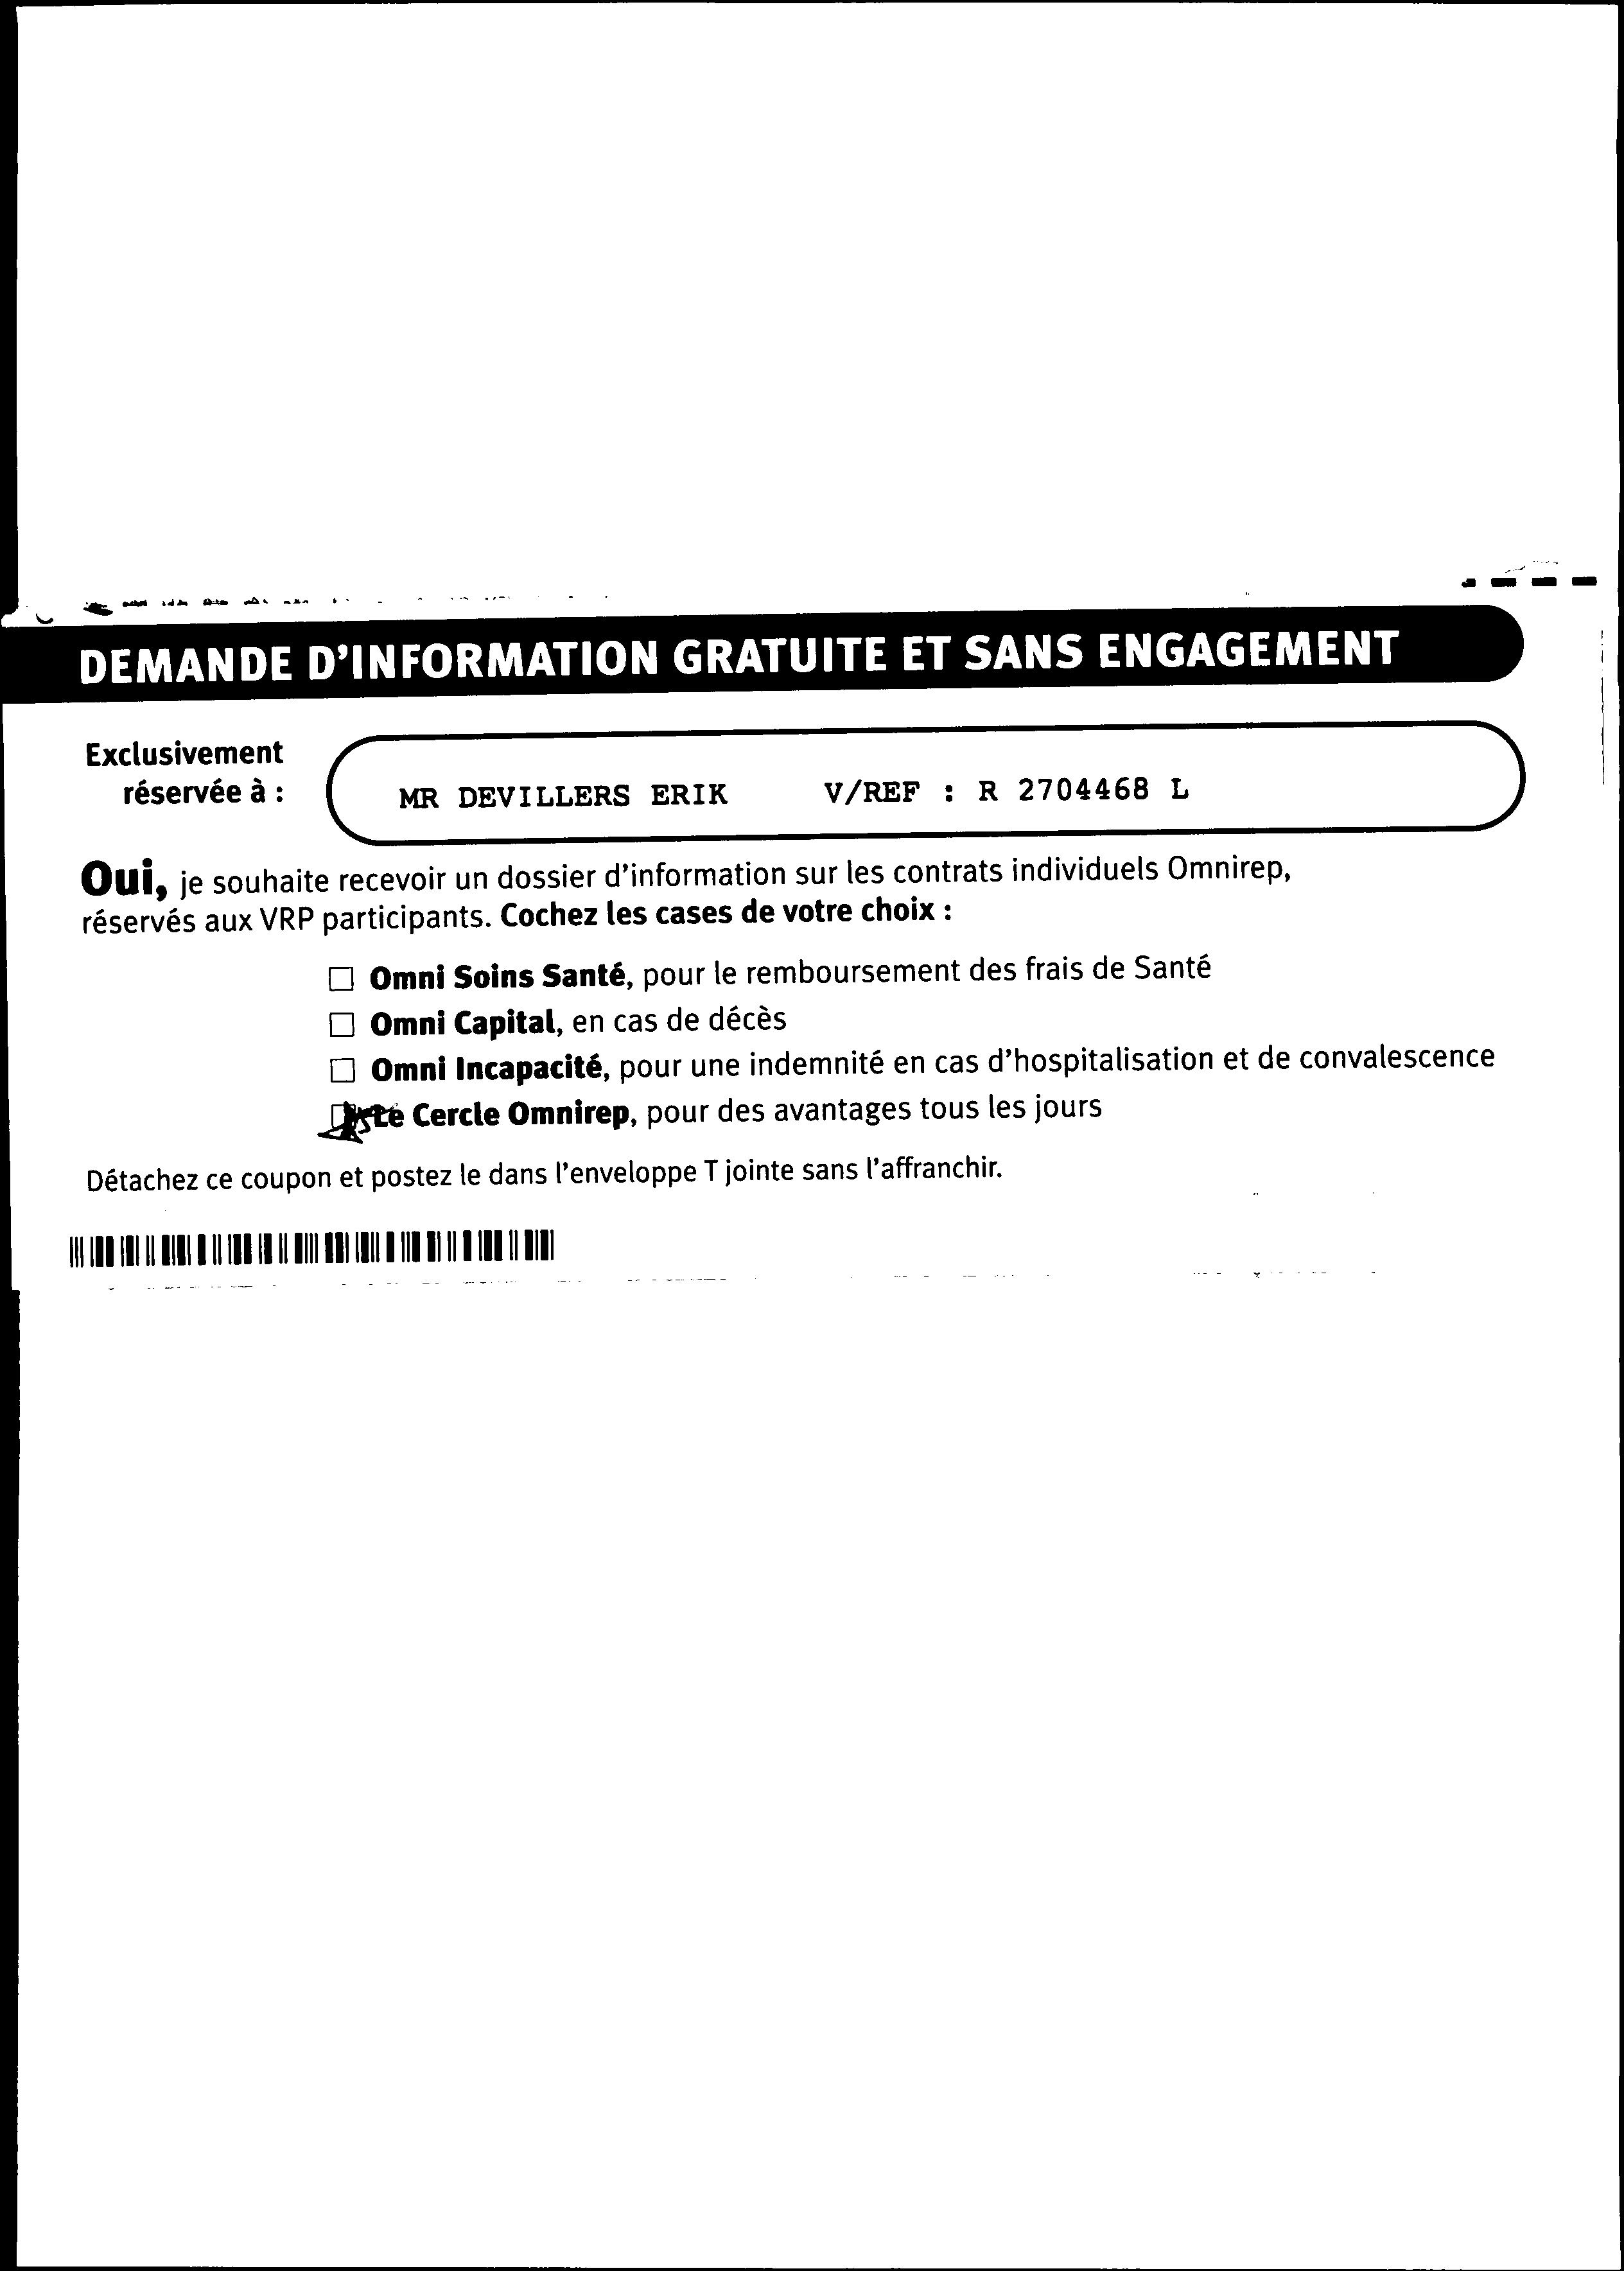 DEMANDE D'INFORMATION GRATUITE ET SANS ENGAGEMENT
Exclusivement
réservée à :
MR DEVILLERS ERIK V/REF : R 2704468 L
Oui, je souhaite recevoir un dossier d'information sur les contrats individuels Omnirep,
réservés aux VRP participants. Cochez les cases de votre choix :
☐ Omni Soins Santé, pour le remboursement des frais de Santé
☐ Omni Capital, en cas de décès
☐ Omni Incapacité, pour une indemnité en cas d'hospitalisation et de convalescence
☒ Le Cercle Omnirep, pour des avantages tous les jours
Détachez ce coupon et postez le dans l'enveloppe T jointe sans l'affranchir.